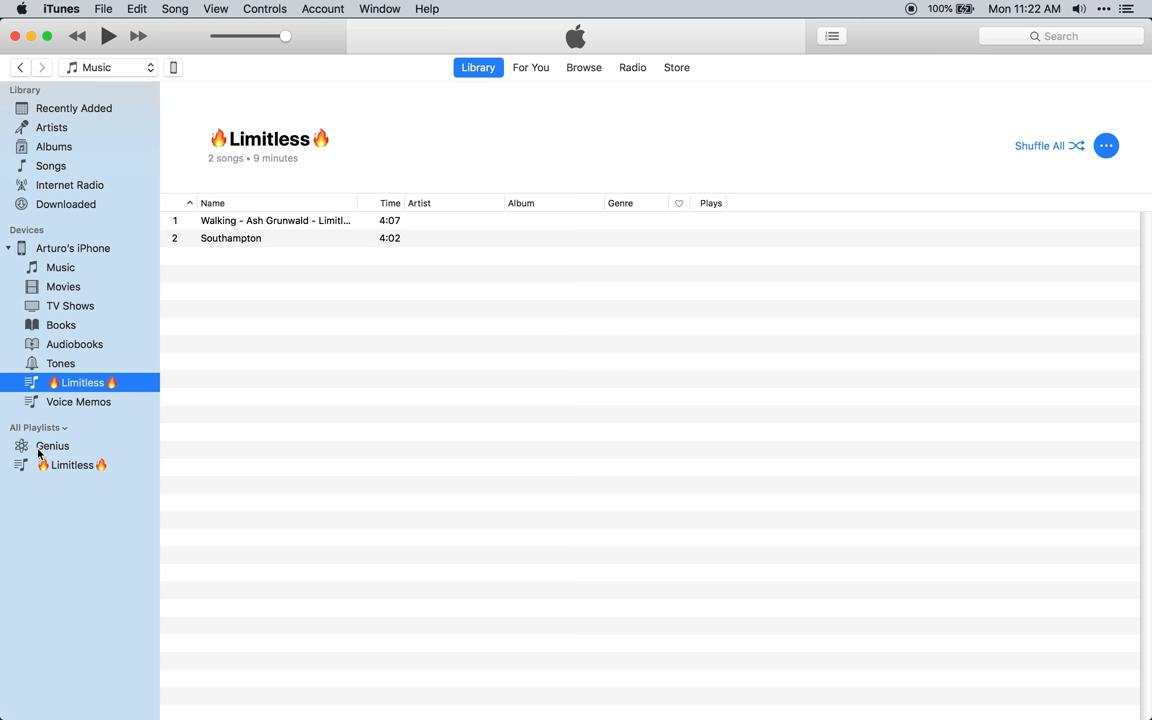 iTunes File Edit Song View Controls Account Window Help 100% Mon 11:22 AM
Search
Music Library For You Browse Radio Store
Library
Recently Added
Artists
Albums
Songs
Internet Radio
Downloaded
Devices
Arturo's iPhone
Music
Movies
TV Shows
Books
Audiobooks
Tones
🔥Limitless🔥
Voice Memos
All Playlists
Genius
🔥Limitless🔥
🔥Limitless🔥
2 songs • 9 minutes
Shuffle All
Name Time Artist Album Genre Plays
1 Walking - Ash Grunwald - Limitl... 4:07
2 Southampton 4:02